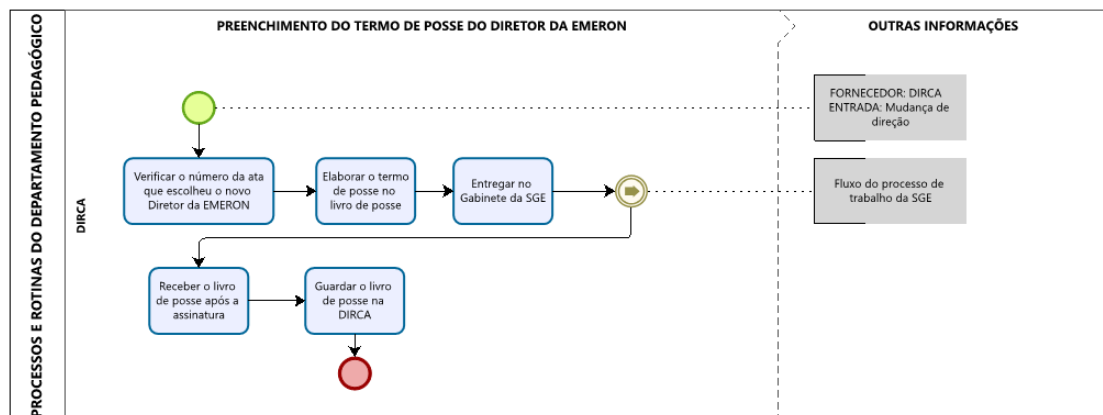 PREENCHIMENTO DO TERMO DE POSSE DO DIRETOR DA EMERON
OUTRAS INFORMAÇÕES
PROCESSOS E ROTINAS DO DEPARTAMENTO PEDAGÓGICO
DIRCA
FORNECEDOR: DIRCA
ENTRADA: Mudança de
direção
Verificar o número da ata
que escolheu o novo
Diretor da EMERON
Elaborar o termo
de posse no
livro de posse
Entregar no
Gabinete da SGE
Fluxo do processo de
trabalho da SGE
Receber o livro
de posse após a
assinatura
Guardar o livro
de posse na
DIRCA